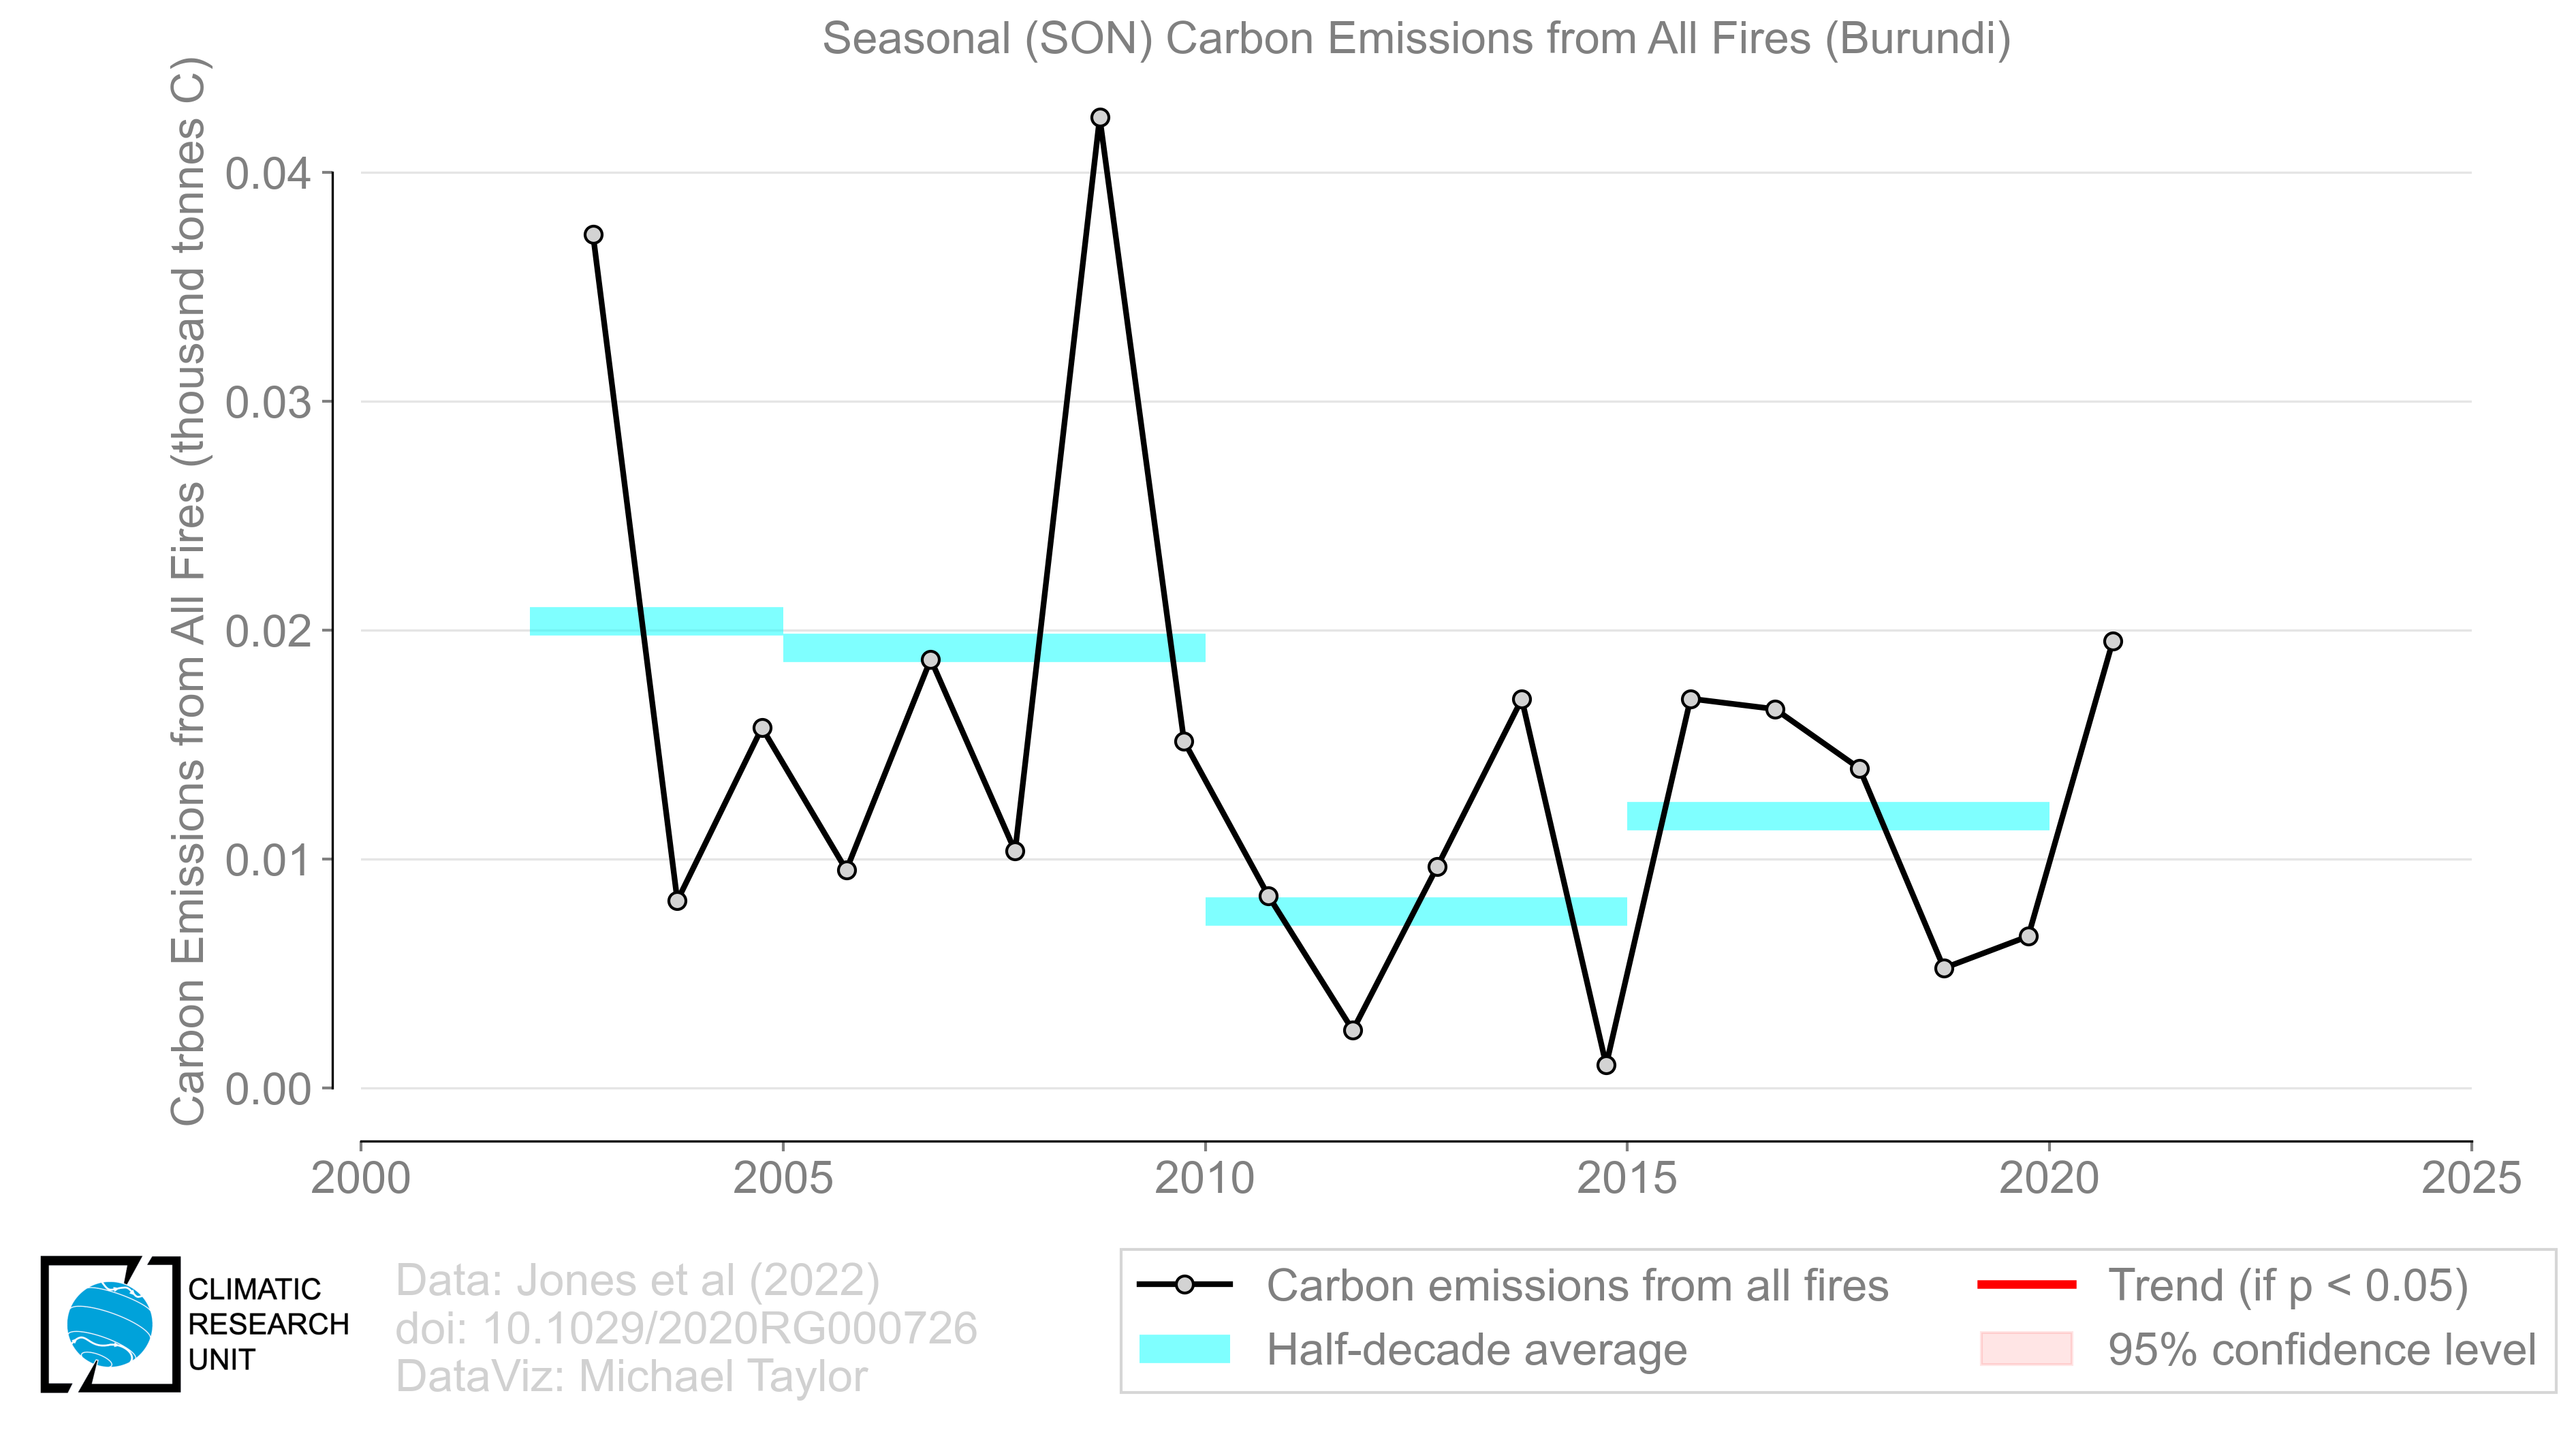 Seasonal (SON) Carbon Emissions from All Fires (Burundi)
Carbon Emissions from All Fires (thousand tonnes C)
0.04
0.03
0.02
0.01
0.00
2000 2005 2010 2015 2020 2025
CLIMATIC
RESEARCH
UNIT
Data: Jones et al (2022)
doi: 10.1029/2020RG000726
DataViz: Michael Taylor
Carbon emissions from all fires
Half-decade average
Trend (if p < 0.05)
95% confidence level